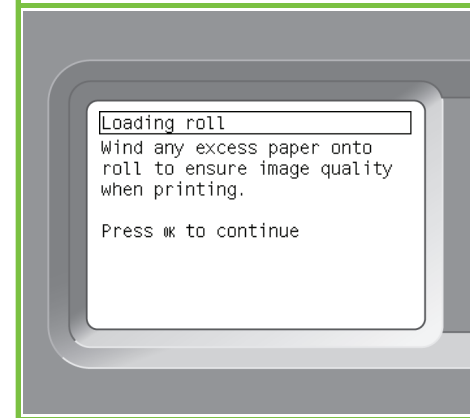 Loading roll
Wind any excess paper onto
roll to ensure image quality
when printing.
Press OK to continue